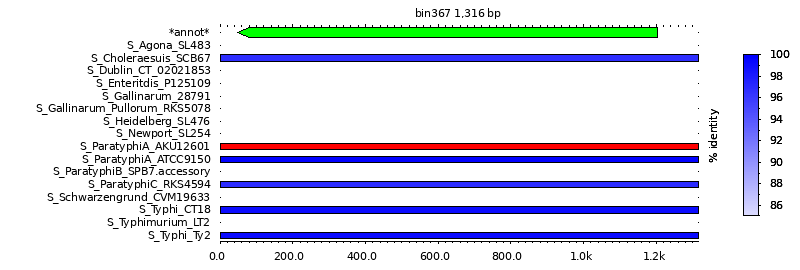 bin367 1,316 bp
*annot*
S_Agona_SL483
S_Choleraesuis_SCB67
S_Dublin_CT_02021853
S_Enteritdis_P125109
S_Gallinarum_28791
S_Gallinarum_Pullorum_RKS5078
S_Heidelberg_SL476
S_Newport_SL254
S_ParatyphiA_AKU12601
S_ParatyphiA_ATCC9150
S_ParatyphiB_SPB7.accessory
S_ParatyphiC_RKS4594
S_Schwarzengrund_CVM19633
S_Typhi_CT18
S_Typhimurium_LT2
S_Typhi_Ty2
0.0 200.0 400.0 600.0 800.0 1.0k 1.2k
% identity
100
98
96
94
92
90
88
86